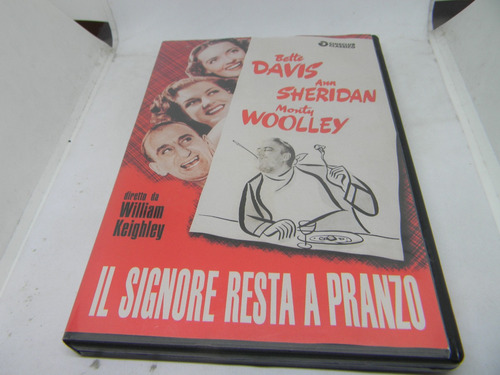 Bette
DAVIS
Ann
SHERIDAN
Monty
WOOLLEY
diretto da
William
Keighley
IL SIGNORE RESTA A PRANZO